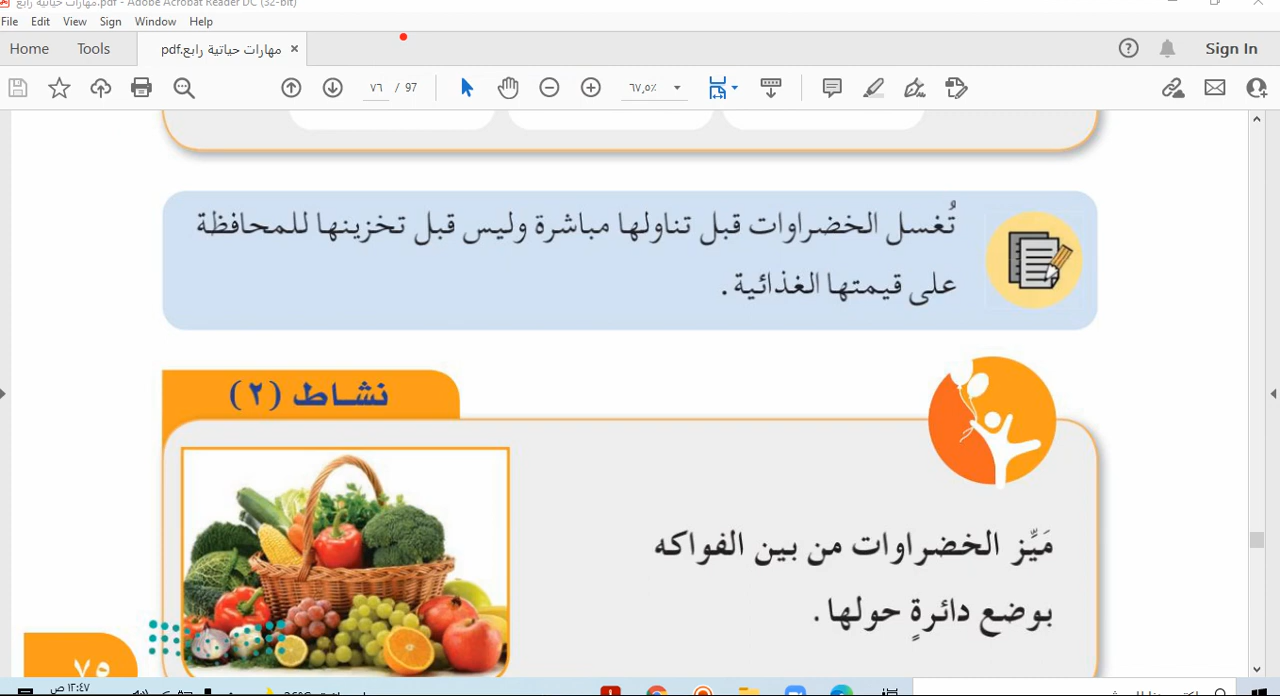 مهارات حياتية رابع.pdf - Adobe Acrobat Reader DC (32-bit)
File Edit View Sign Window Help
Home Tools مهارات حياتية رابع.pdf × Sign In
٧٦ / 97 ٦٧,٥٪
تُغسل الخضراوات قبل تناولها مباشرة وليس قبل تخزينها للمحافظة
على قيمتها الغذائية .
نشاط (٢)
مَيِّز الخضراوات من بين الفواكه
بوضع دائرةٍ حولها .
٧٥
١٢:٤٧ ص